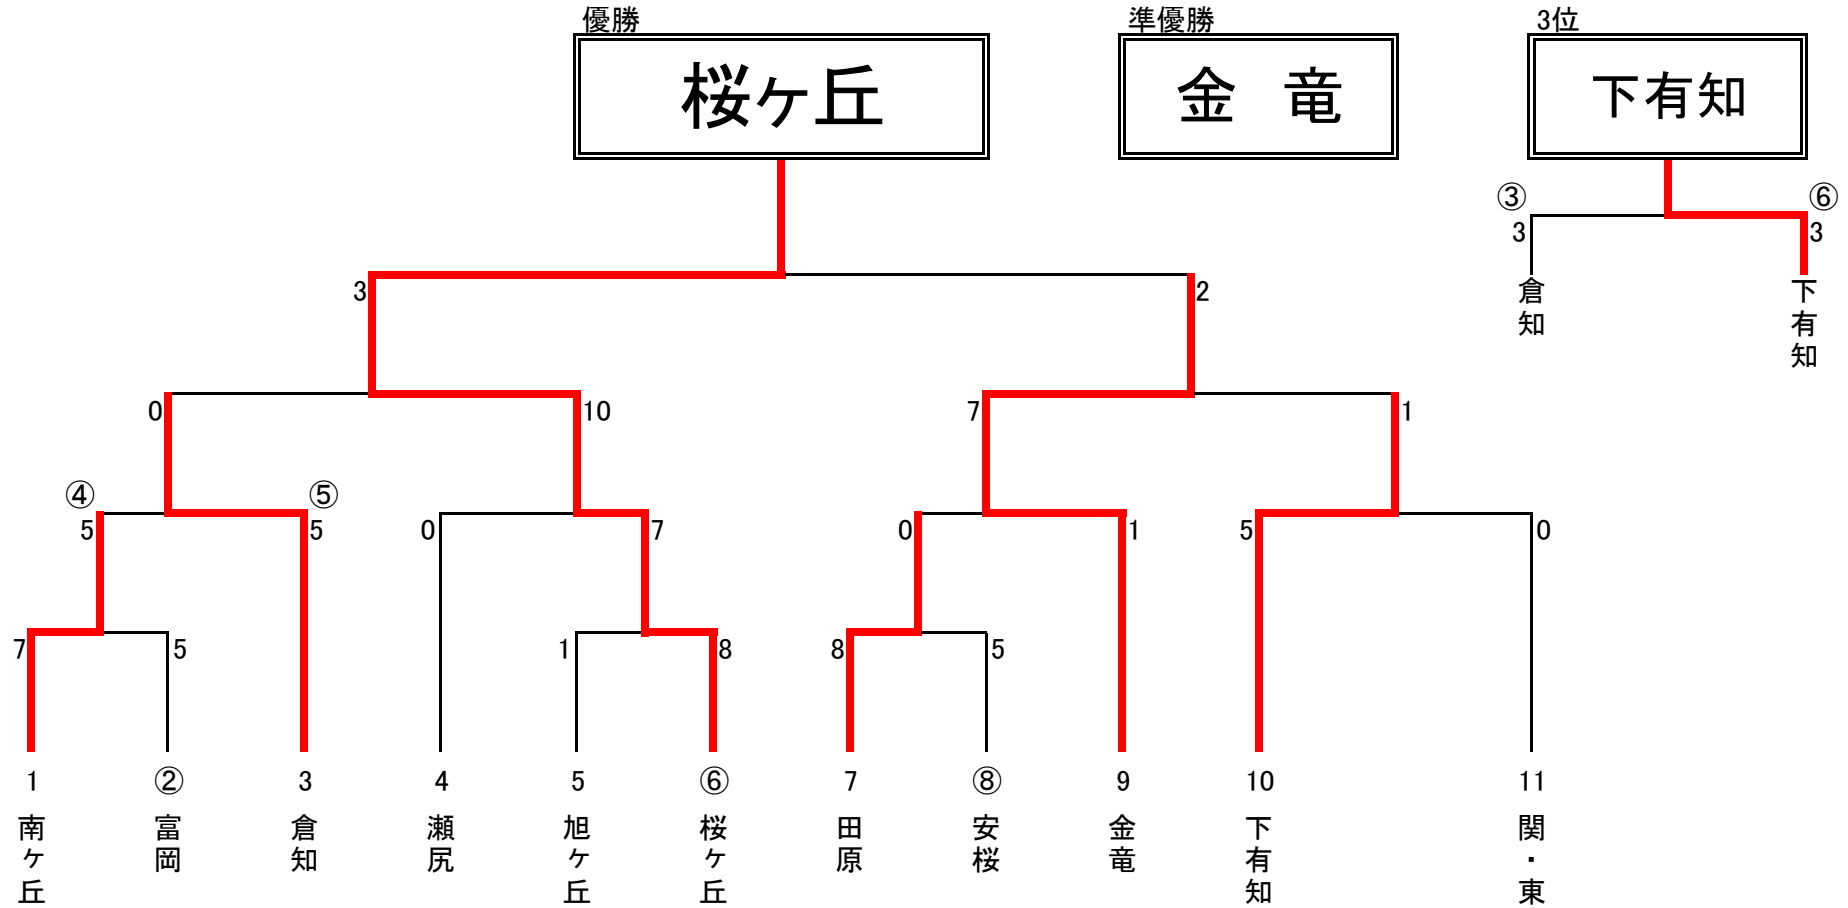 優勝
準優勝
3位
桜ヶ丘
金　竜
下有知
③
⑥
3
3
倉知
下有知
3
2
0
10
7
1
④
⑤
5
5
0
7
0
1
5
0
7
5
1
8
8
5
1
②
3
4
5
⑥
7
⑧
9
10
11
南ヶ丘
富岡
倉知
瀬尻
旭ヶ丘
桜ヶ丘
田原
安桜
金竜
下有知
関・東